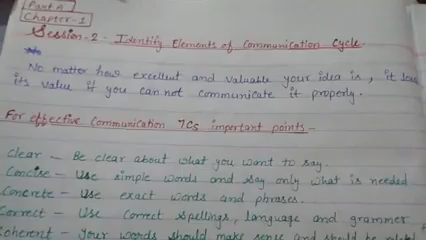 Part A
Chapter-1
Session-2 - Identify Elements of Communication Cycle.
No matter how excellent and valuable your idea is, it
its value if you can not communicate it properly.
For effective Communication 7Cs important points -
Clear - Be clear about what you want to say.
Concise - Use simple words and say only what is needed
Concrete - Use exact words and phrases.
Correct - Use correct spellings, language and grammer
Coherent - Your words should make sense and should be